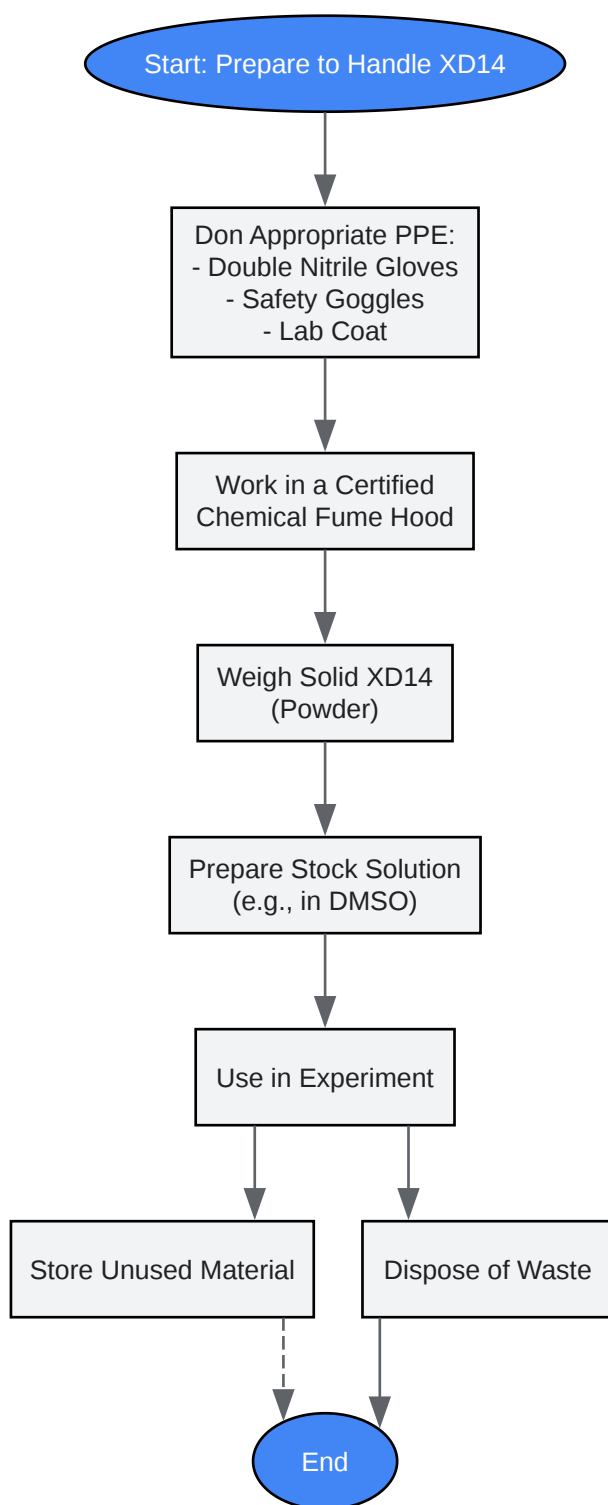 Start: Prepare to Handle XD14
Don Appropriate PPE:
- Double Nitrile Gloves
- Safety Goggles
- Lab Coat
Work in a Certified
Chemical Fume Hood
Weigh Solid XD14
(Powder)
Prepare Stock Solution
(e.g., in DMSO)
Use in Experiment
Store Unused Material
Dispose of Waste
End